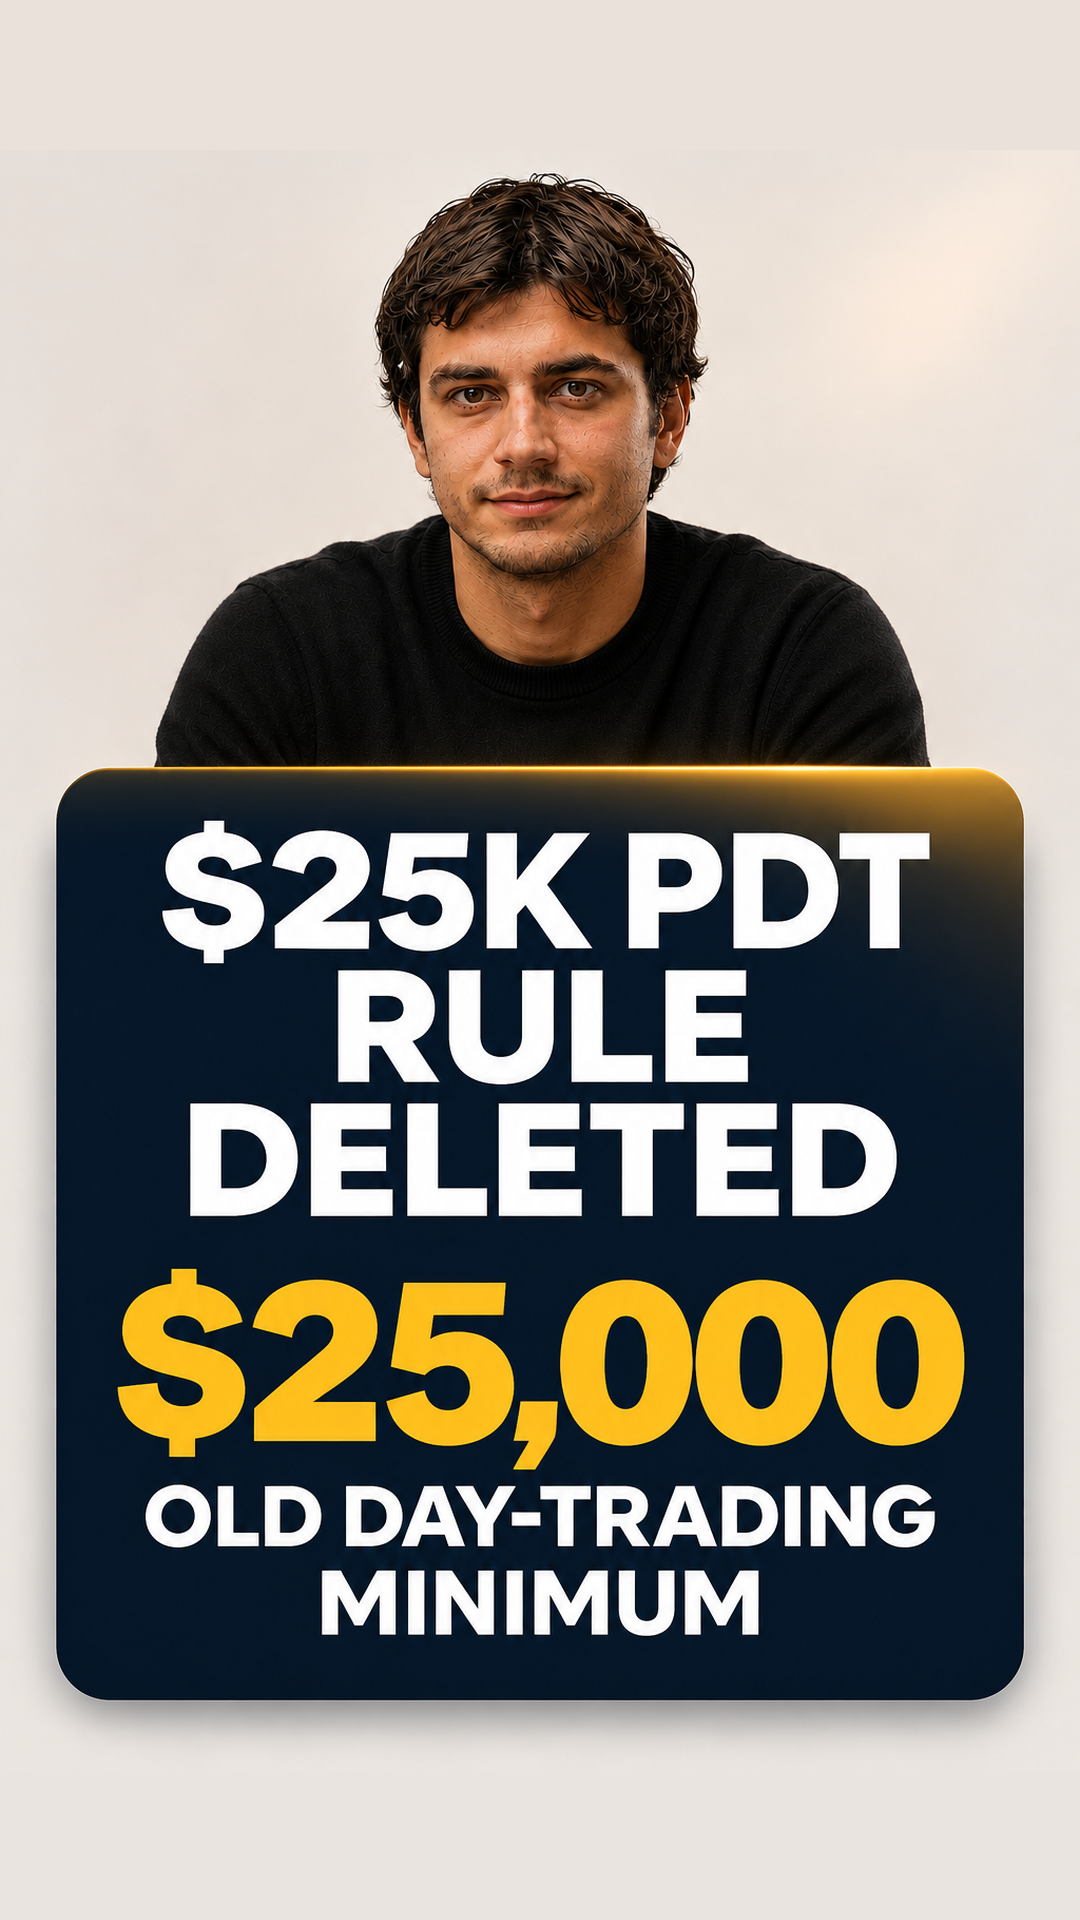 $25K PDT
RULE
DELETED
$25,000
OLD DAY-TRADING
MINIMUM